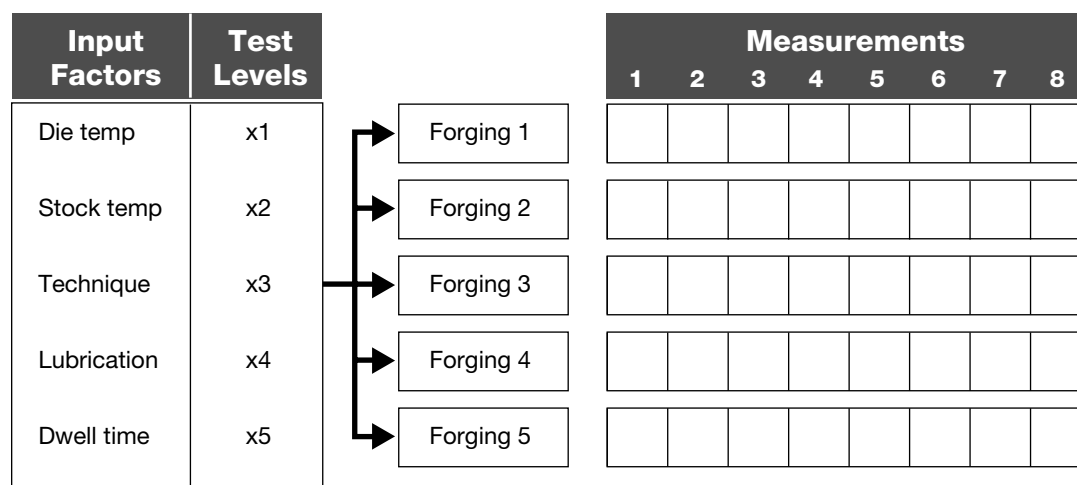 Input Factors
Test Levels
Measurements
1 2 3 4 5 6 7 8
Die temp x1 Forging 1
Stock temp x2 Forging 2
Technique x3 Forging 3
Lubrication x4 Forging 4
Dwell time x5 Forging 5